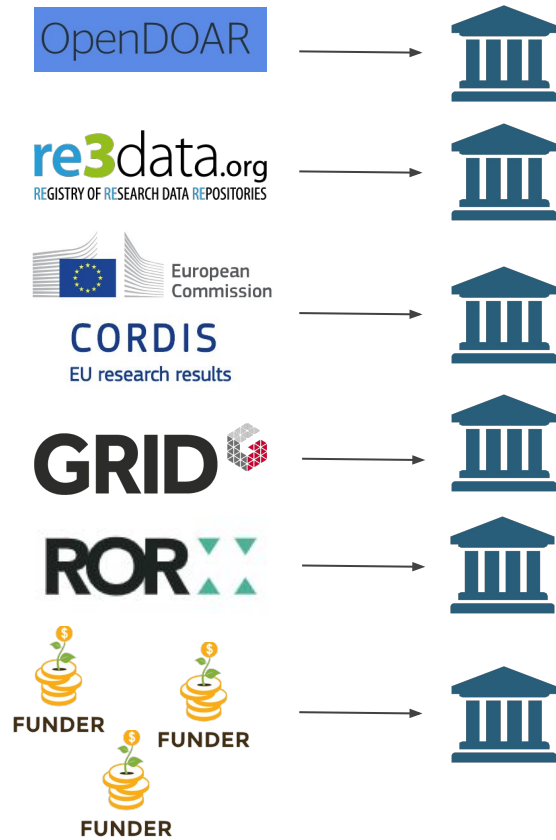 OpenDOAR
re3data.org
REGISTRY OF RESEARCH DATA REPOSITORIES
European
Commission
CORDIS
EU research results
GRID
ROR
$
$
FUNDER
FUNDER
$
FUNDER